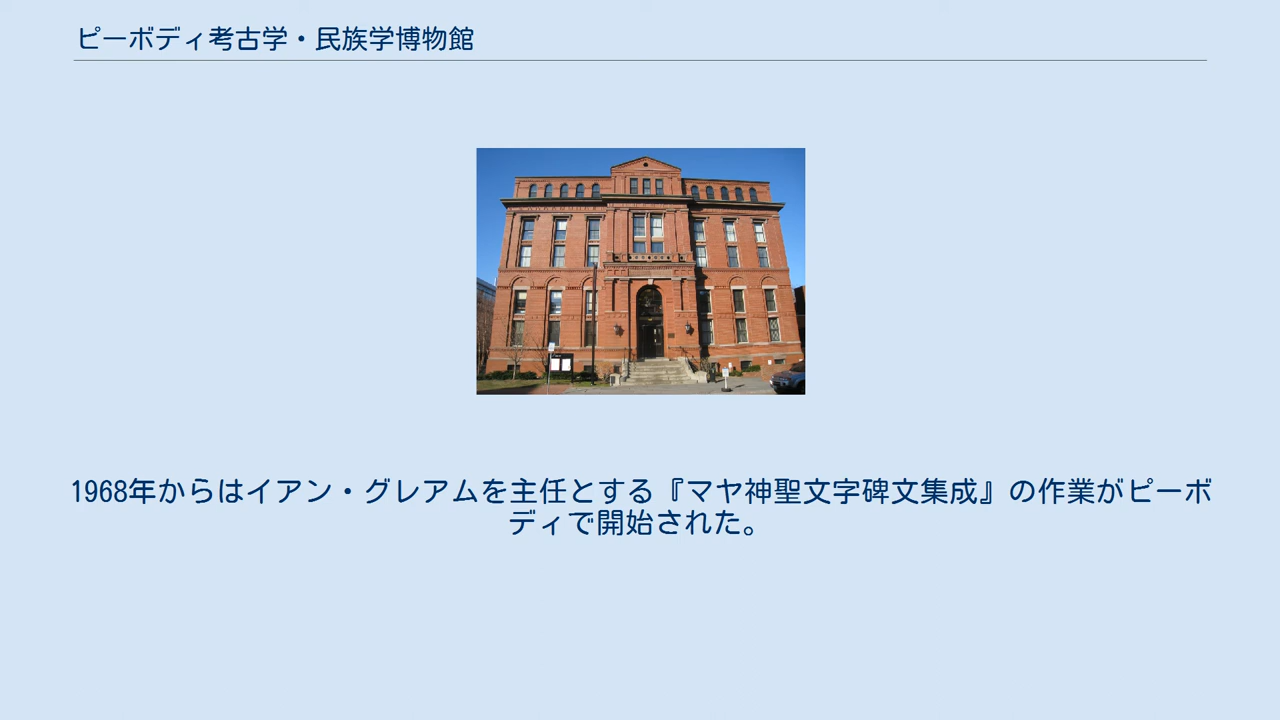 ピーボディ考古学・民族学博物館
1968年からはイアン・グレアムを主任とする『マヤ神聖文字碑文集成』の作業がピーボ
ディで開始された。